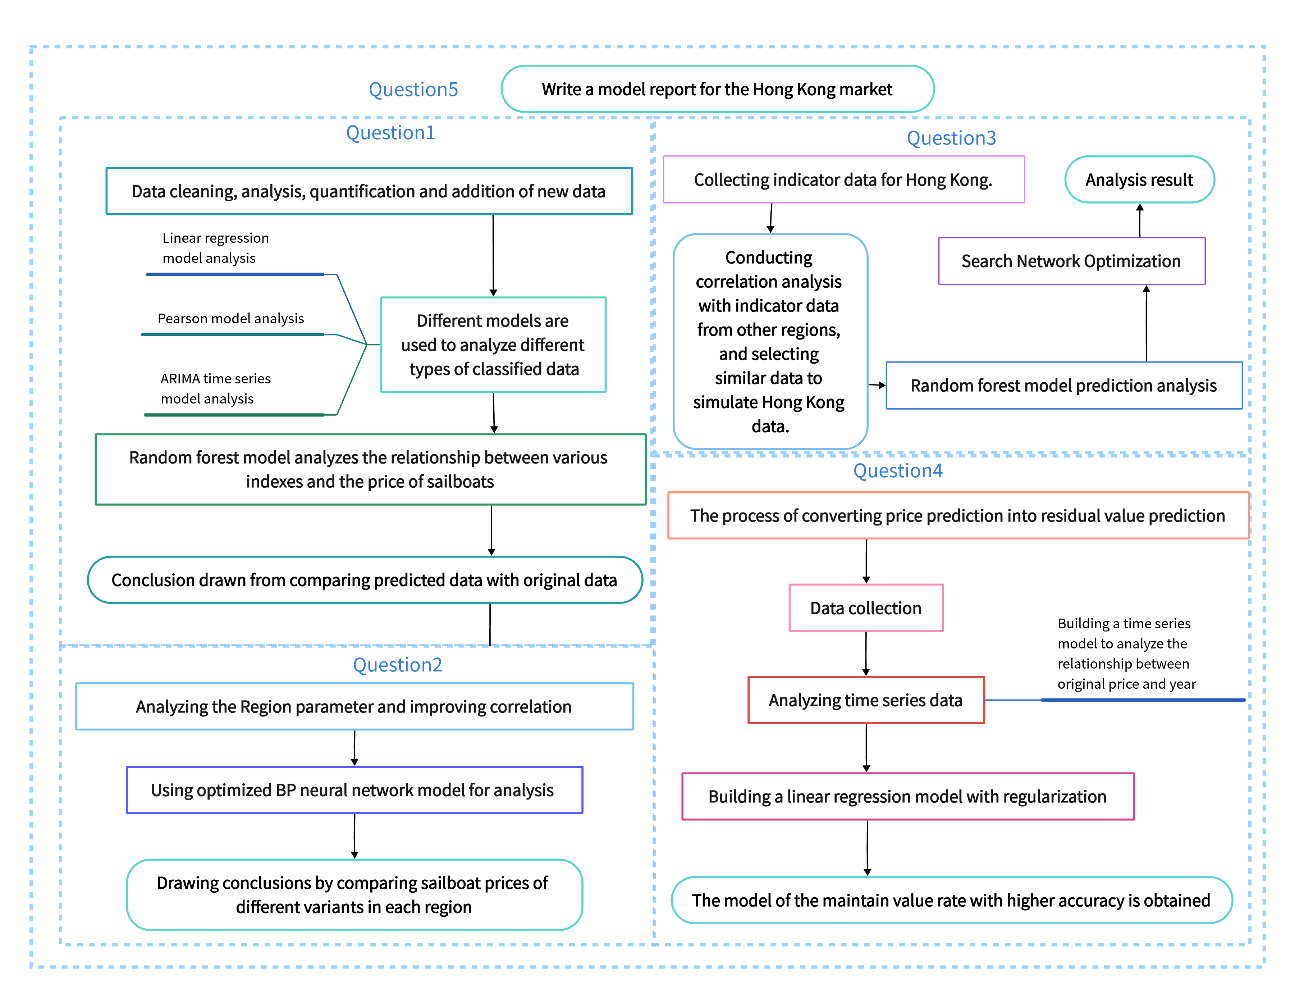 Question5
Write a model report for the Hong Kong market
Question1
Data cleaning, analysis, quantification and addition of new data
Linear regression
model analysis
Pearson model analysis
ARIMA time series
model analysis
Different models are
used to analyze different
types of classified data
Random forest model analyzes the relationship between various
indexes and the price of sailboats
Conclusion drawn from comparing predicted data with original data
Question2
Analyzing the Region parameter and improving correlation
Using optimized BP neural network model for analysis
Drawing conclusions by comparing sailboat prices of
different variants in each region
Question3
Collecting indicator data for Hong Kong.
Conducting
correlation analysis
with indicator data
from other regions,
and selecting
similar data to
simulate Hong Kong
data.
Random forest model prediction analysis
Search Network Optimization
Analysis result
Question4
The process of converting price prediction into residual value prediction
Data collection
Analyzing time series data
Building a time series
model to analyze the
relationship between
original price and year
Building a linear regression model with regularization
The model of the maintain value rate with higher accuracy is obtained